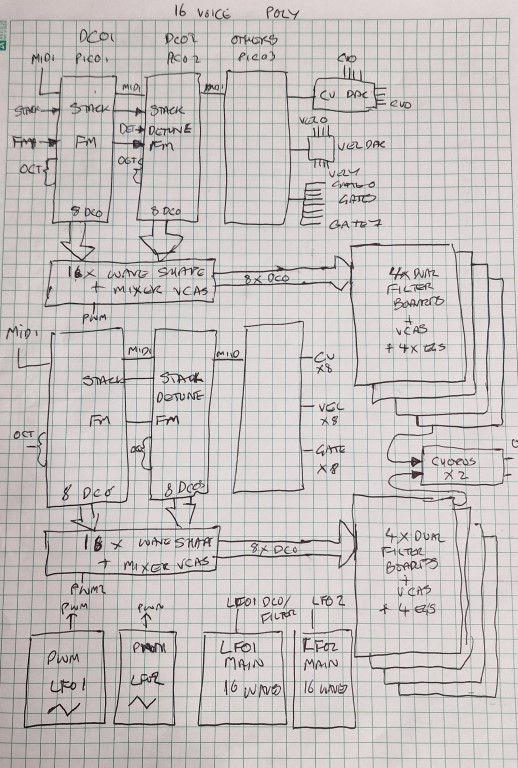 16 VOICE POLY
DCO1 DCO2 OTHERS
MIDI PICO1 PICO2 PICO3
MIDI MIDI
CV0
CV DAC
CV0
STACK STACK STACK
VEL0
DET DETUNE
FM FM FM
VEL DAC
OCT OCT
VEL7
GATE0
GATE
GATE7
8 DCO 8 DCO
16 X WAVE SHAPE
+ MIXER VCAS
8X DCO
PWM
4X DUAL
FILTER
BOARDS
+
VCAS
+ 4X EGS
MIDI
MIDI MIDI
CV
X8
STACK STACK
DETUNE
FM FM
VEL
X8
OCT
GATE
X8
CHORUS
X2
8 DCO 8 DCOS
16 X WAVE SHAPE
+ MIXER VCAS
8X DCO
PWM2
4X DUAL
FILTER
BOARDS
+
VCAS
+ 4 EGS
PWM PWM
LFO1 DCO/
FILTER
LFO2
PWM
LFO1
PWM
LFO2
LFO1
MAIN
16 WAVES
LFO2
MAIN
16 WAVES